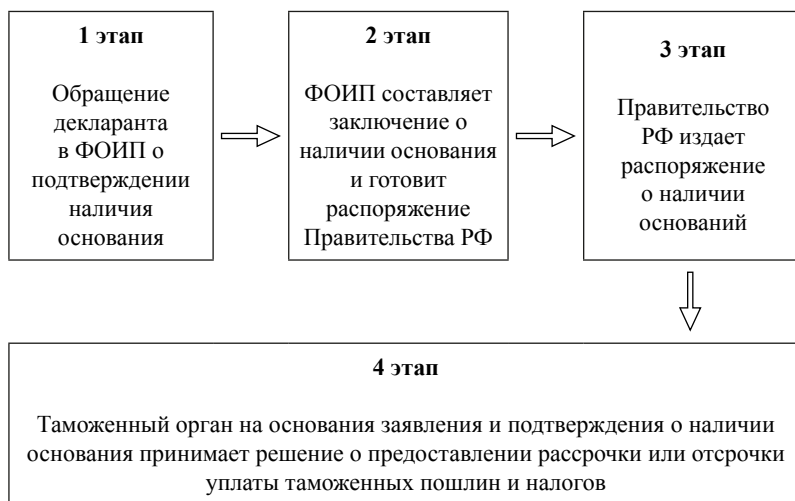 1 этап
Обращение
декларанта
в ФОИП о
подтверждении
наличия
основания
2 этап
ФОИП составляет
заключение о
наличии основания
и готовит
распоряжение
Правительства РФ
3 этап
Правительство
РФ издает
распоряжение
о наличии
оснований
4 этап
Таможенный орган на основания заявления и подтверждения о наличии
основания принимает решение о предоставлении рассрочки или отсрочки
уплаты таможенных пошлин и налогов